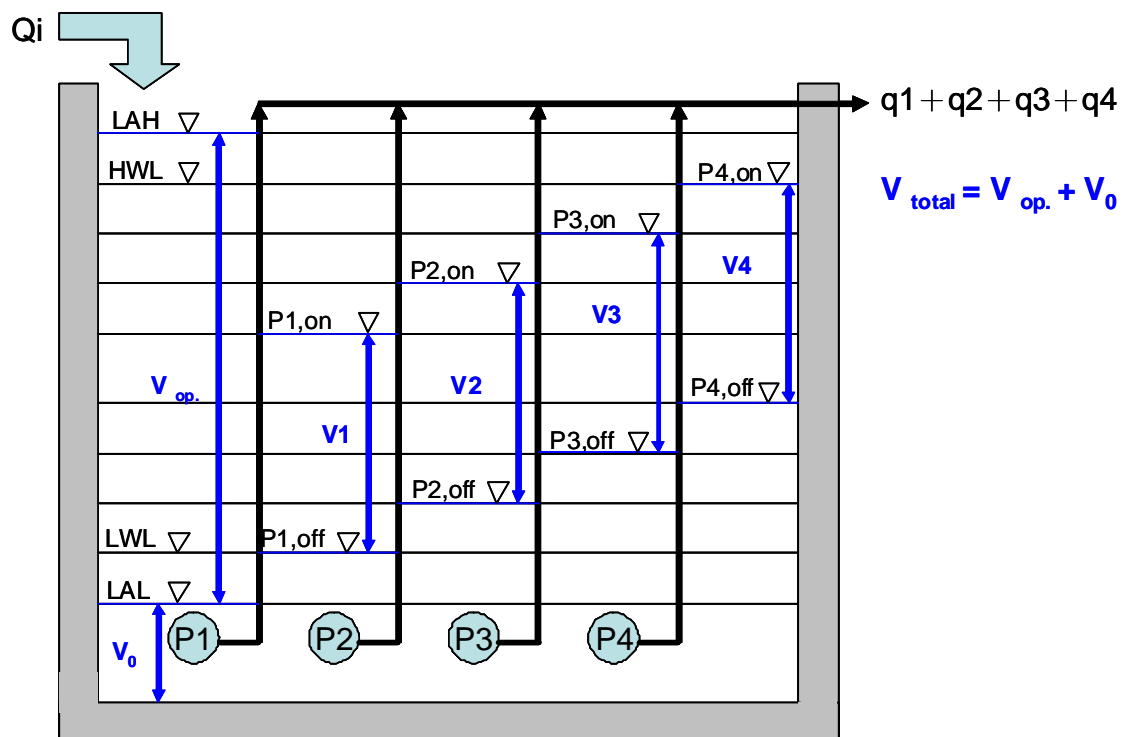 Qi
q1+q2+q3+q4
LAH
HWL
P4,on
V total = V op. + V0
P3,on
P2,on
V4
P1,on
V3
V op.
V2
P4,off
V1
P3,off
P2,off
LWL
P1,off
LAL
P1
P2
P3
P4
V0